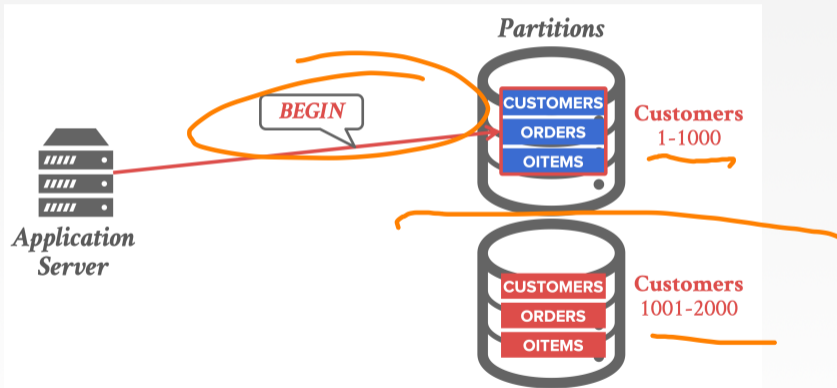 Partitions
BEGIN
CUSTOMERS
ORDERS
OITEMS
Customers
1-1000
Application
Server
CUSTOMERS
ORDERS
OITEMS
Customers
1001-2000